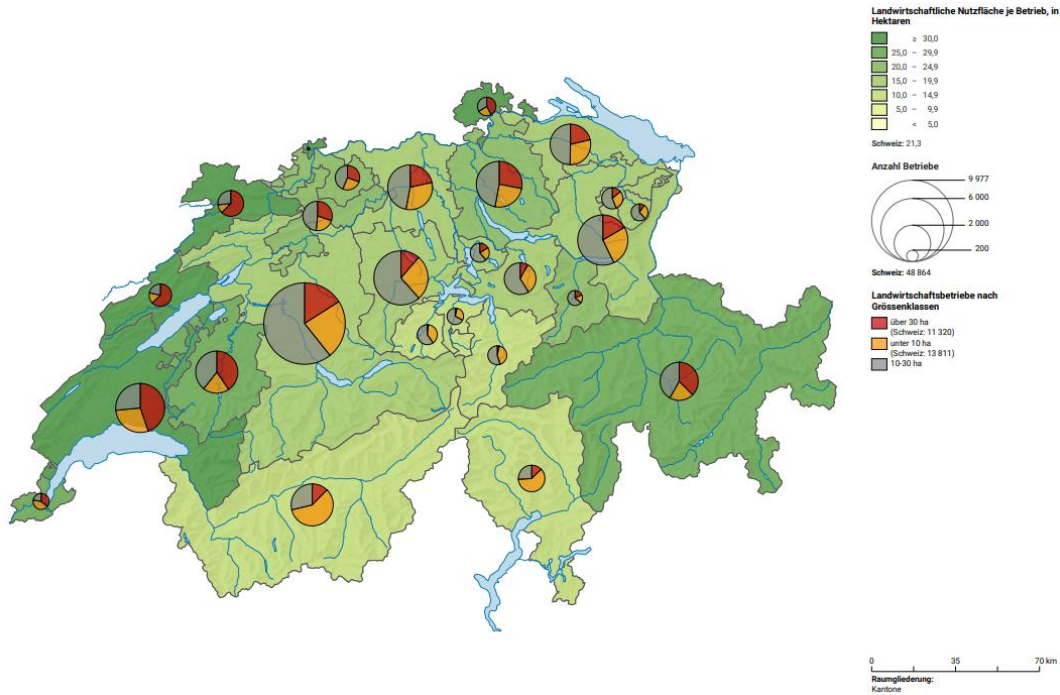 Landwirtschaftliche Nutzfläche je Betrieb, in
Hektaren
≥ 30,0
25,0 – 29,9
20,0 – 24,9
15,0 – 19,9
10,0 – 14,9
5,0 – 9,9
< 5,0
Schweiz: 21,3
Anzahl Betriebe
9 977
6 000
2 000
200
Schweiz: 48 864
Landwirtschaftsbetriebe nach
Grössenklassen
über 30 ha
(Schweiz: 11 320)
unter 10 ha
(Schweiz: 13 811)
10-30 ha
0 35 70 km
Raumgliederung:
Kantone